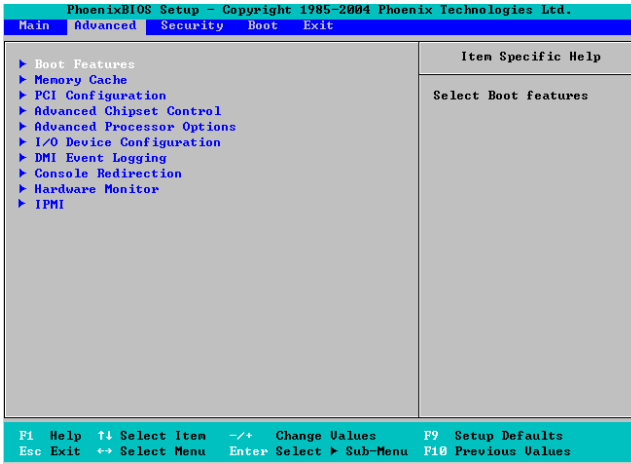 PhoenixBIOS Setup - Copyright 1985-2004 Phoenix Technologies Ltd.
Main Advanced Security Boot Exit
Boot Features
Memory Cache
PCI Configuration
Advanced Chipset Control
Advanced Processor Options
I/O Device Configuration
DMI Event Logging
Console Redirection
Hardware Monitor
IPMI
Item Specific Help
Select Boot features
F1 Help ↑↓ Select Item -/+ Change Values F9 Setup Defaults
Esc Exit ↔ Select Menu Enter Select ▶ Sub-Menu F10 Previous Values